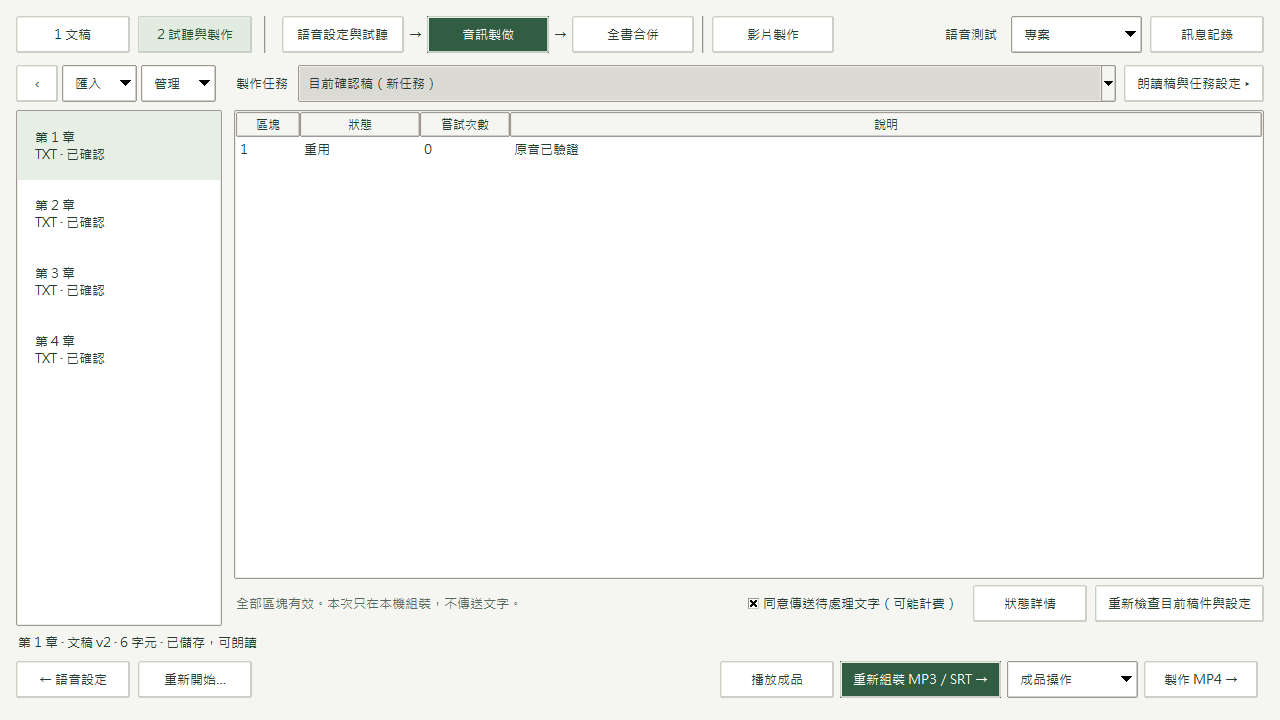 1 文稿
2 試聽與製作
語音設定與試聽
→
音訊製做
→
全書合併
影片製作
語音測試
專案
訊息記錄
‹
匯入
管理
製作任務
目前確認稿（新任務）
朗讀稿與任務設定 ▸
第 1 章
TXT · 已確認
第 2 章
TXT · 已確認
第 3 章
TXT · 已確認
第 4 章
TXT · 已確認
區塊 狀態 嘗試次數 說明
1 重用 0 原音已驗證
全部區塊有效。本次只在本機組裝，不傳送文字。
同意傳送待處理文字（可能計費）
狀態詳情
重新檢查目前稿件與設定
第 1 章 · 文稿 v2 · 6 字元 · 已儲存，可朗讀
← 語音設定
重新開始...
播放成品
重新組裝 MP3 / SRT →
成品操作
製作 MP4 →